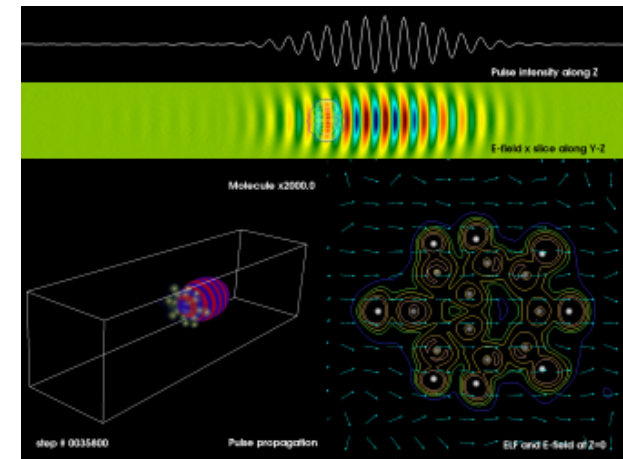 Pulse intensity along Z
E-field x slice along Y-Z
Molecule x2000.0
step # 0035800
Pulse propagation
ELF and E-field at Z=0